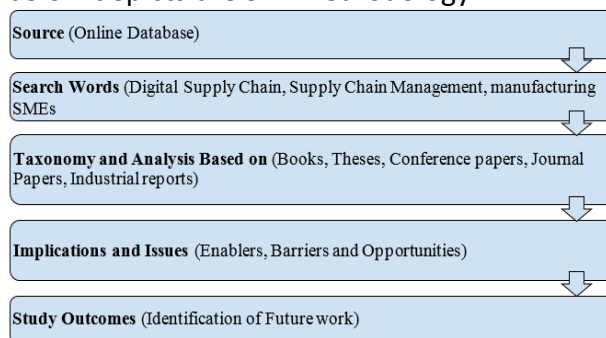 Source (Online Database)
Search Words (Digital Supply Chain, Supply Chain Management, manufacturing
SMEs
Taxonomy and Analysis Based on (Books, Theses, Conference papers, Journal
Papers, Industrial reports)
Implications and Issues (Enablers, Barriers and Opportunities)
Study Outcomes (Identification of Future work)